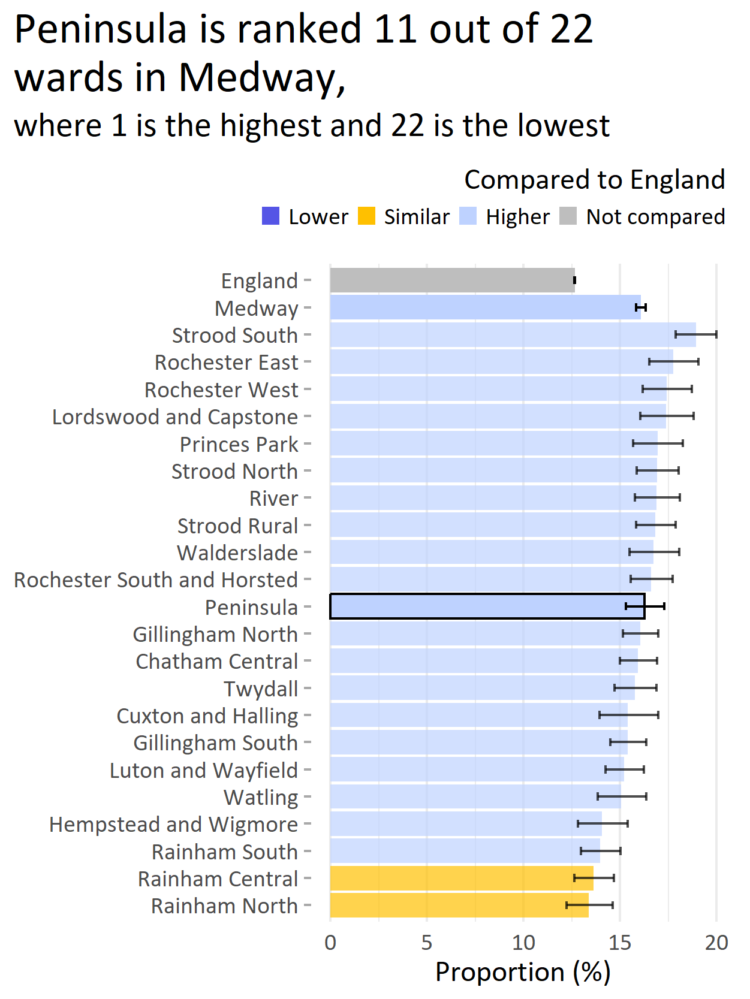 Peninsula is ranked 11 out of 22
wards in Medway,
where 1 is the highest and 22 is the lowest
Compared to England
Lower Similar Higher Not compared
England
Medway
Strood South
Rochester East
Rochester West
Lordswood and Capstone
Princes Park
Strood North
River
Strood Rural
Walderslade
Rochester South and Horsted
Peninsula
Gillingham North
Chatham Central
Twydall
Cuxton and Halling
Gillingham South
Luton and Wayfield
Watling
Hempstead and Wigmore
Rainham South
Rainham Central
Rainham North
0 5 10 15 20
Proportion (%)